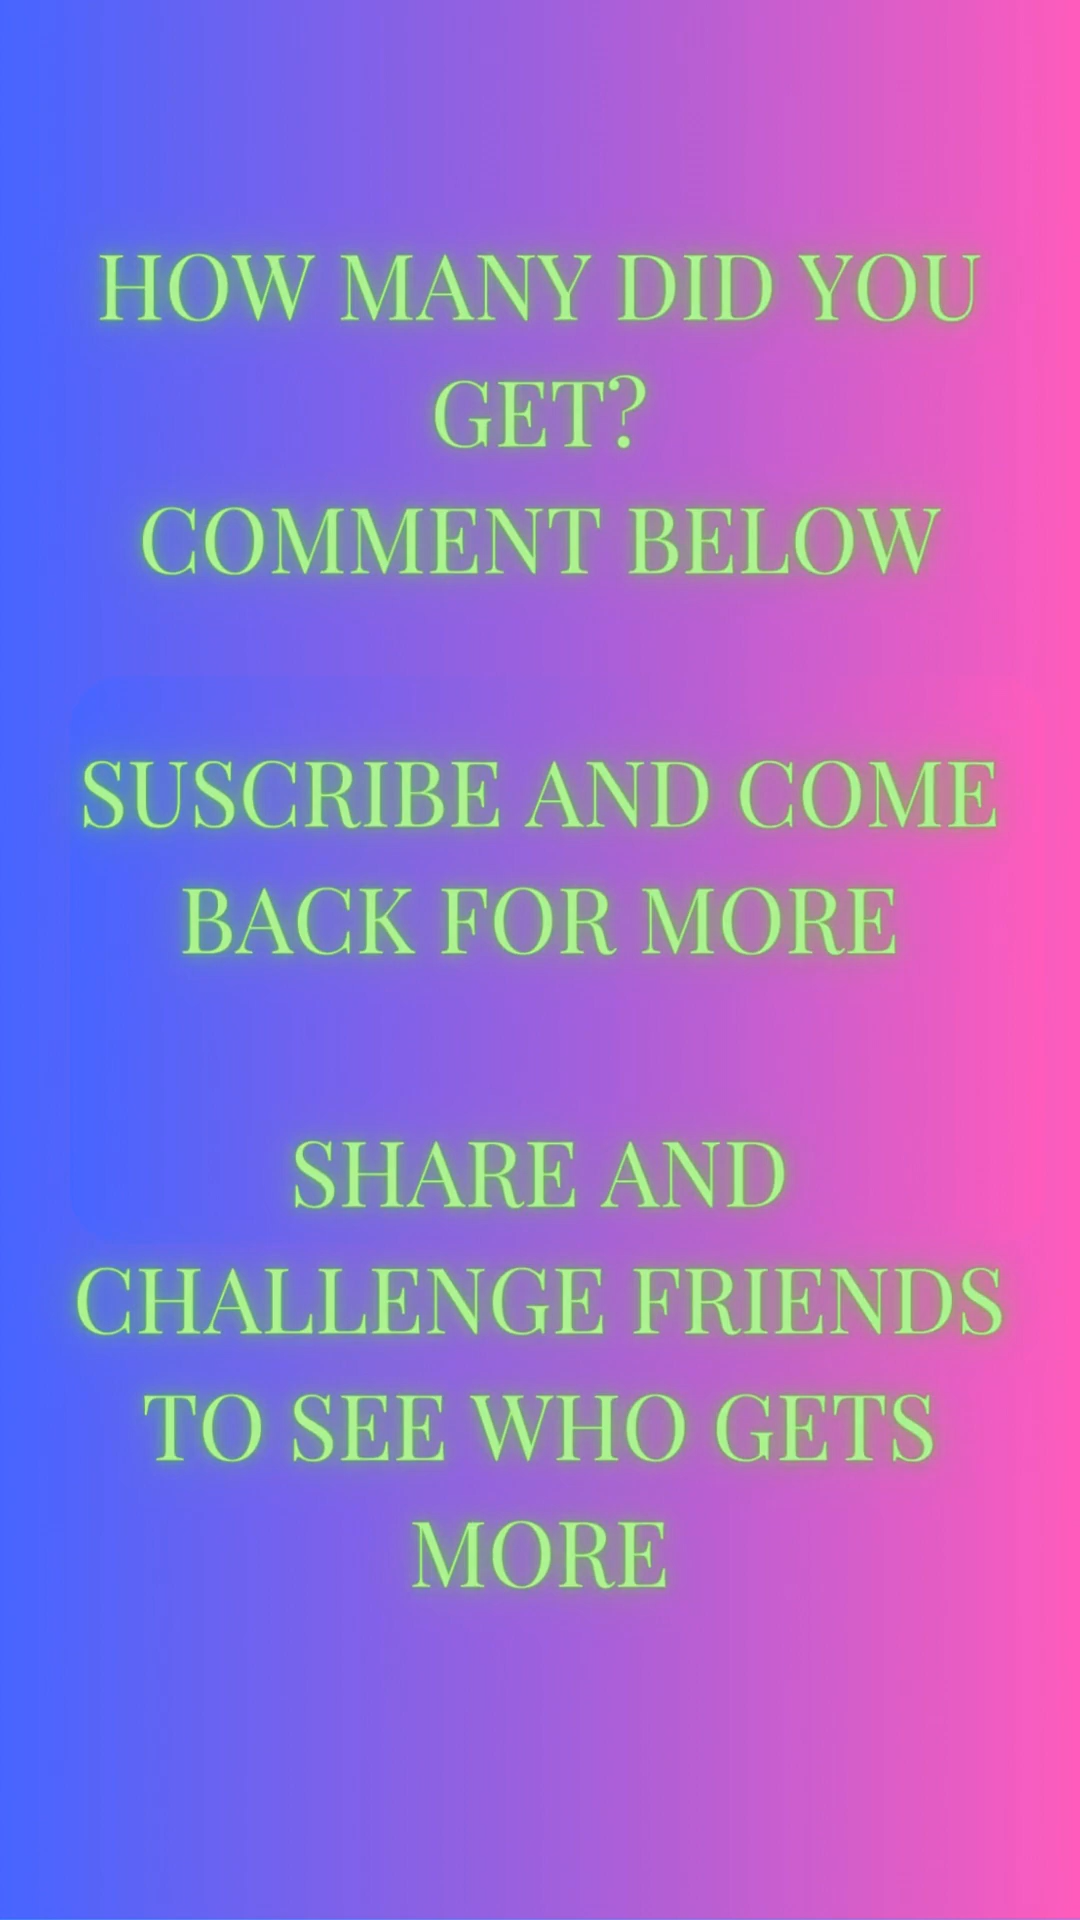 HOW MANY DID YOU
GET?
COMMENT BELOW
SUSCRIBE AND COME
BACK FOR MORE
SHARE AND
CHALLENGE FRIENDS
TO SEE WHO GETS
MORE